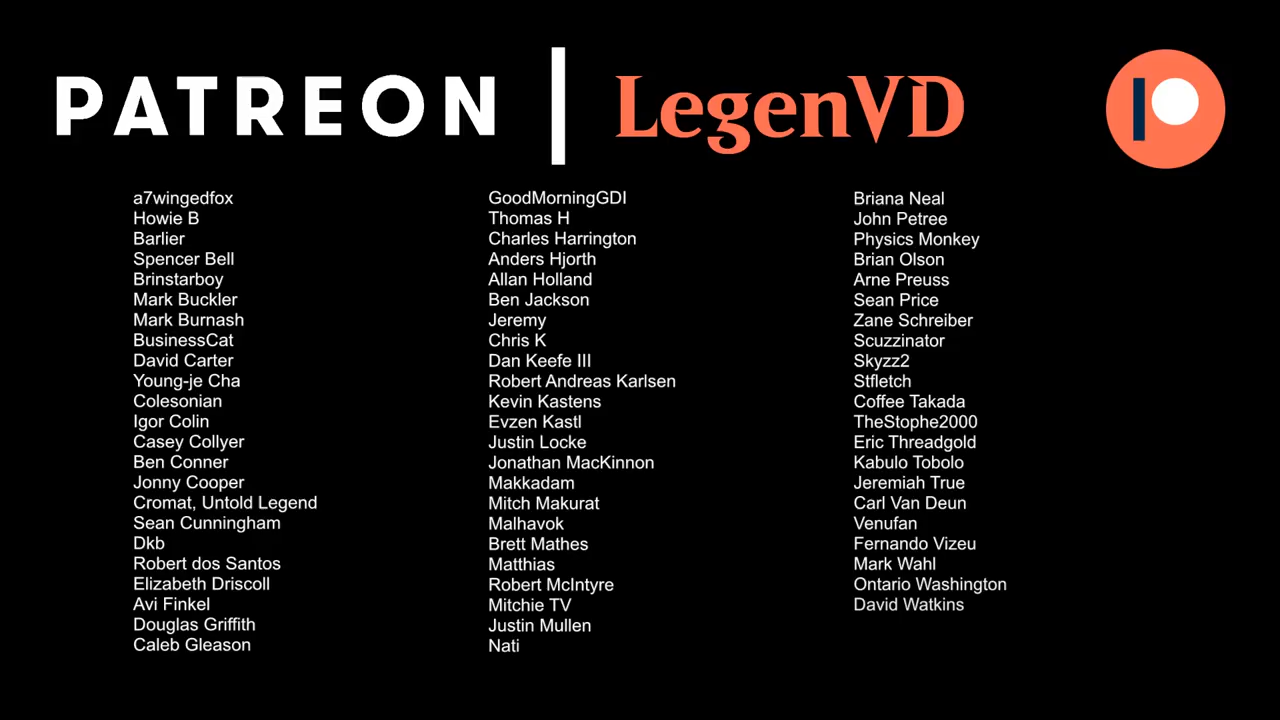 PATREON | LegenVD
a7wingedfox
Howie B
Barlier
Spencer Bell
Brinstarboy
Mark Buckler
Mark Burnash
BusinessCat
David Carter
Young-je Cha
Colesonian
Igor Colin
Casey Collyer
Ben Conner
Jonny Cooper
Cromat, Untold Legend
Sean Cunningham
Dkb
Robert dos Santos
Elizabeth Driscoll
Avi Finkel
Douglas Griffith
Caleb Gleason
GoodMorningGDI
Thomas H
Charles Harrington
Anders Hjorth
Allan Holland
Ben Jackson
Jeremy
Chris K
Dan Keefe III
Robert Andreas Karlsen
Kevin Kastens
Evzen Kastl
Justin Locke
Jonathan MacKinnon
Makkadam
Mitch Makurat
Malhavok
Brett Mathes
Matthias
Robert McIntyre
Mitchie TV
Justin Mullen
Nati
Briana Neal
John Petree
Physics Monkey
Brian Olson
Arne Preuss
Sean Price
Zane Schreiber
Scuzzinator
Skyzz2
Stfletch
Coffee Takada
TheStophe2000
Eric Threadgold
Kabulo Tobolo
Jeremiah True
Carl Van Deun
Venufan
Fernando Vizeu
Mark Wahl
Ontario Washington
David Watkins